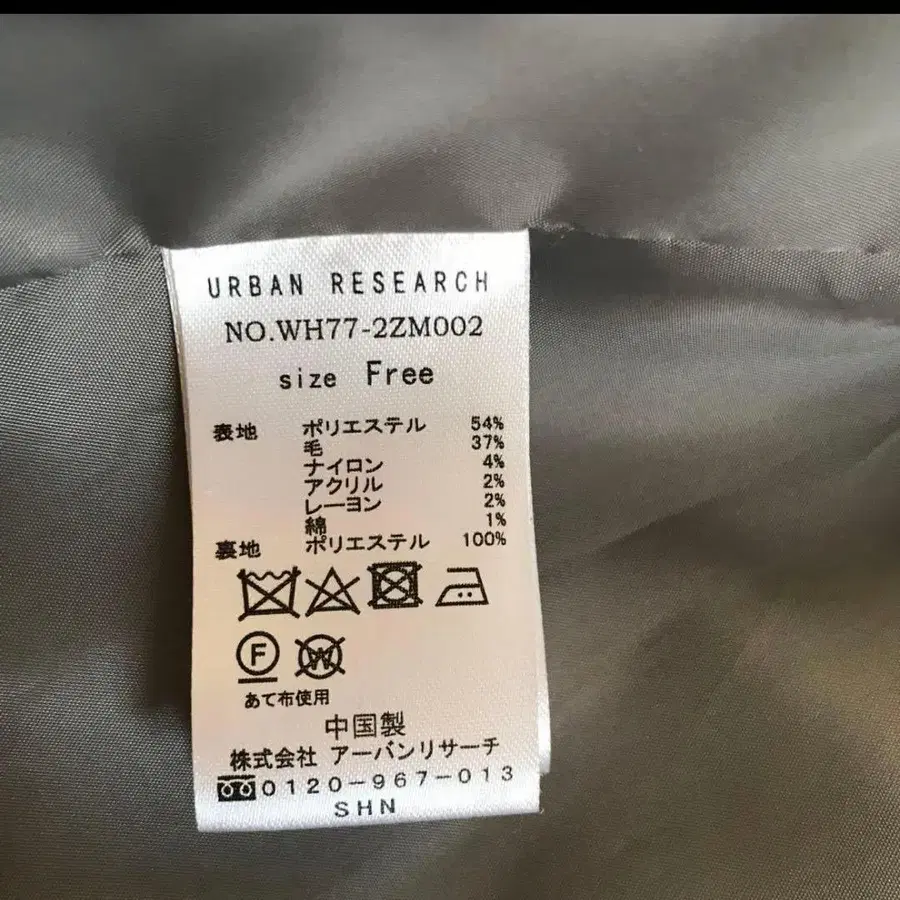 URBAN RESEARCH
NO.WH77-2ZM002
size Free
表地 ポリエステル 54%
毛 37%
ナイロン 4%
アクリル 2%
レーヨン 2%
綿 1%
裏地 ポリエステル 100%
F W
あて布使用
中国製
株式会社 アーバンリサーチ
0120-967-013
SHN